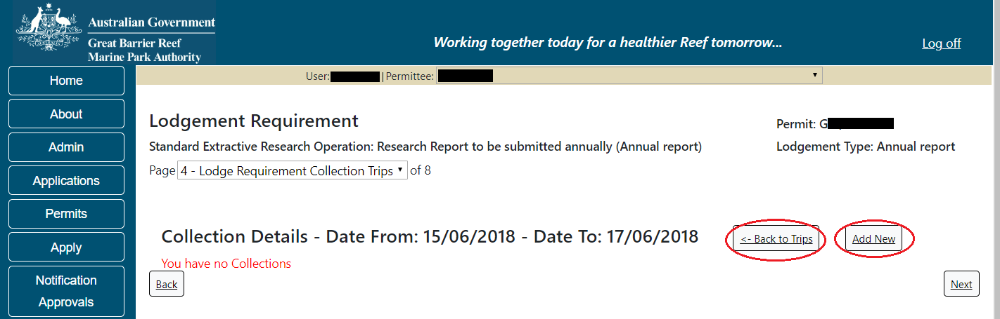 Australian Government
Great Barrier Reef
Marine Park Authority
Working together today for a healthier Reef tomorrow...
Log off
Home
About
Admin
Applications
Permits
Apply
Notification
Approvals
User: | Permittee:
Lodgement Requirement
Permit: G
Standard Extractive Research Operation: Research Report to be submitted annually (Annual report)
Lodgement Type: Annual report
Page 4 - Lodge Requirement Collection Trips of 8
Collection Details - Date From: 15/06/2018 - Date To: 17/06/2018
<- Back to Trips
Add New
You have no Collections
Back
Next